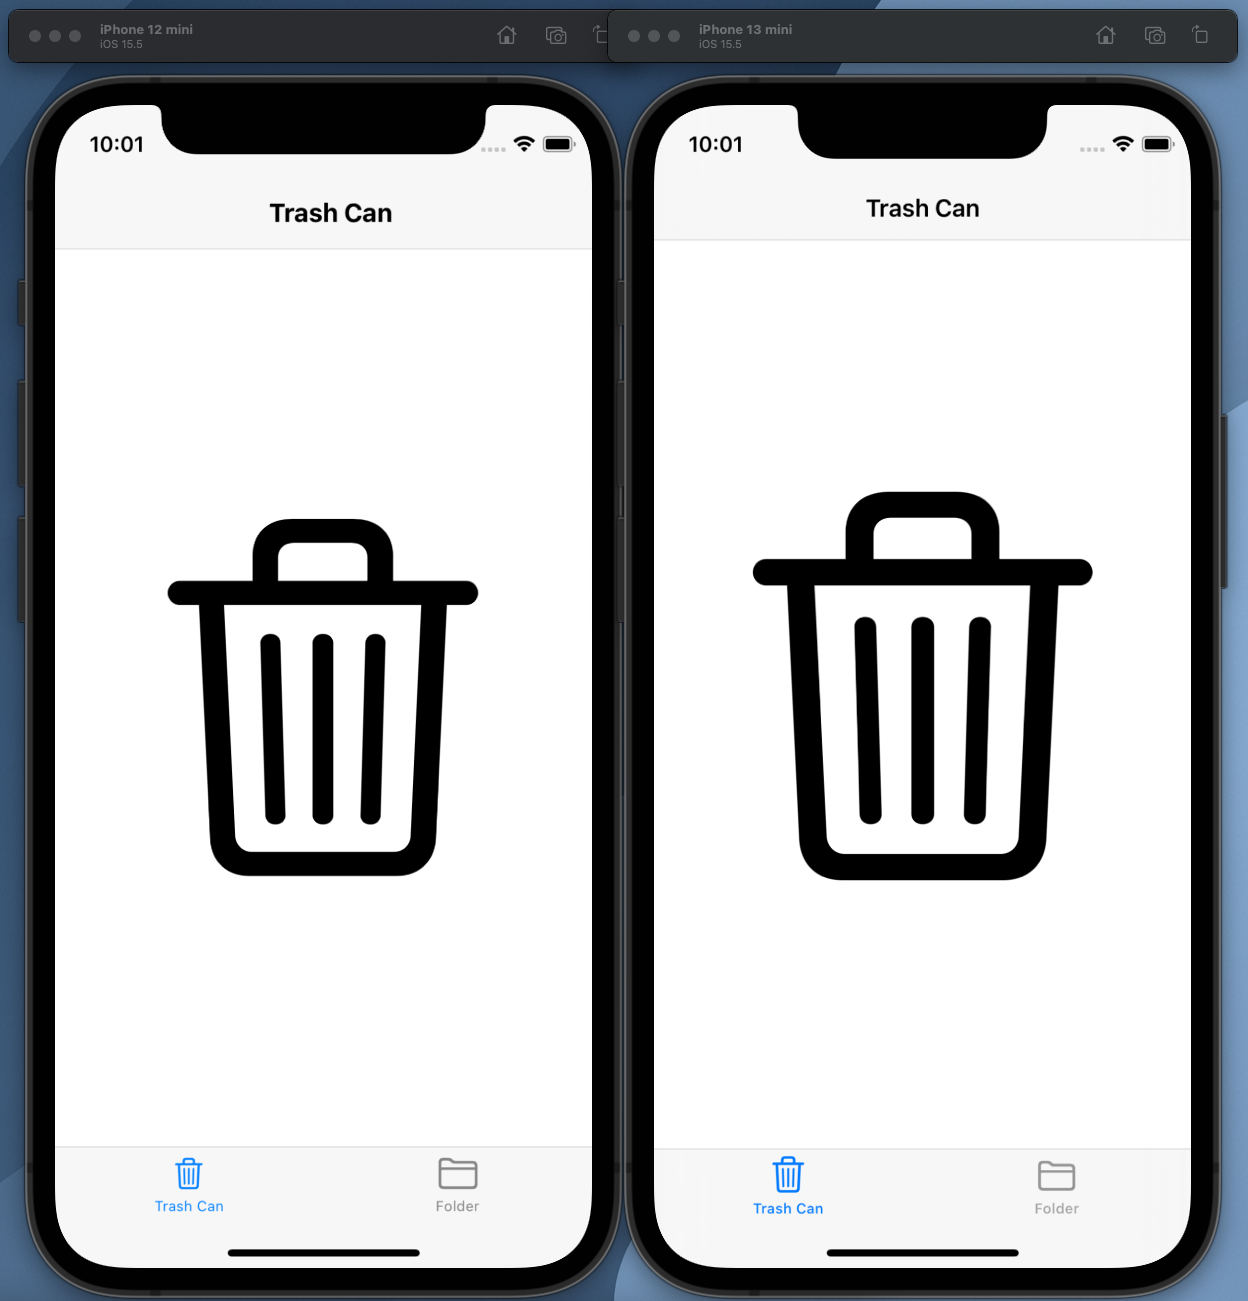 iPhone 12 mini
iOS 15.5
10:01
Trash Can
Trash Can
Folder
iPhone 13 mini
iOS 15.5
10:01
Trash Can
Trash Can
Folder